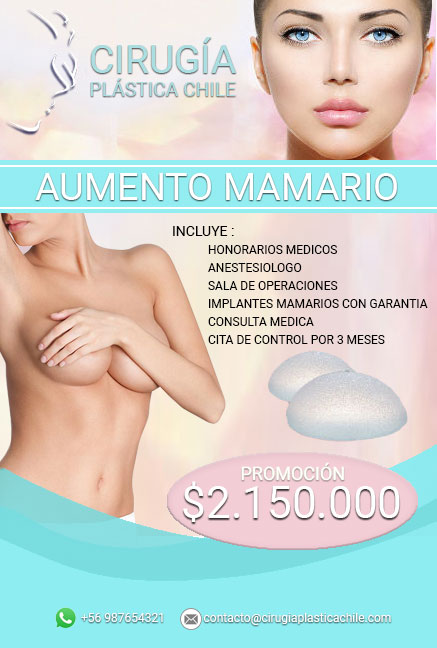 CIRUGÍA
PLÁSTICA CHILE
AUMENTO MAMARIO
INCLUYE :
HONORARIOS MEDICOS
ANESTESIOLOGO
SALA DE OPERACIONES
IMPLANTES MAMARIOS CON GARANTIA
CONSULTA MEDICA
CITA DE CONTROL POR 3 MESES
PROMOCIÓN
$2.150.000
+56 987654321 contacto@cirugiaplasticachile.com